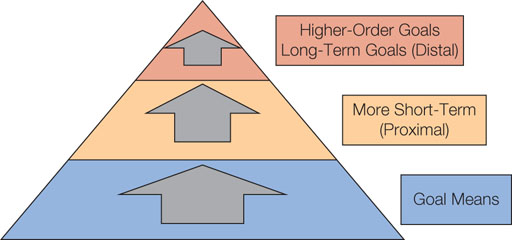 Higher-Order Goals
Long-Term Goals (Distal)
More Short-Term
(Proximal)
Goal Means